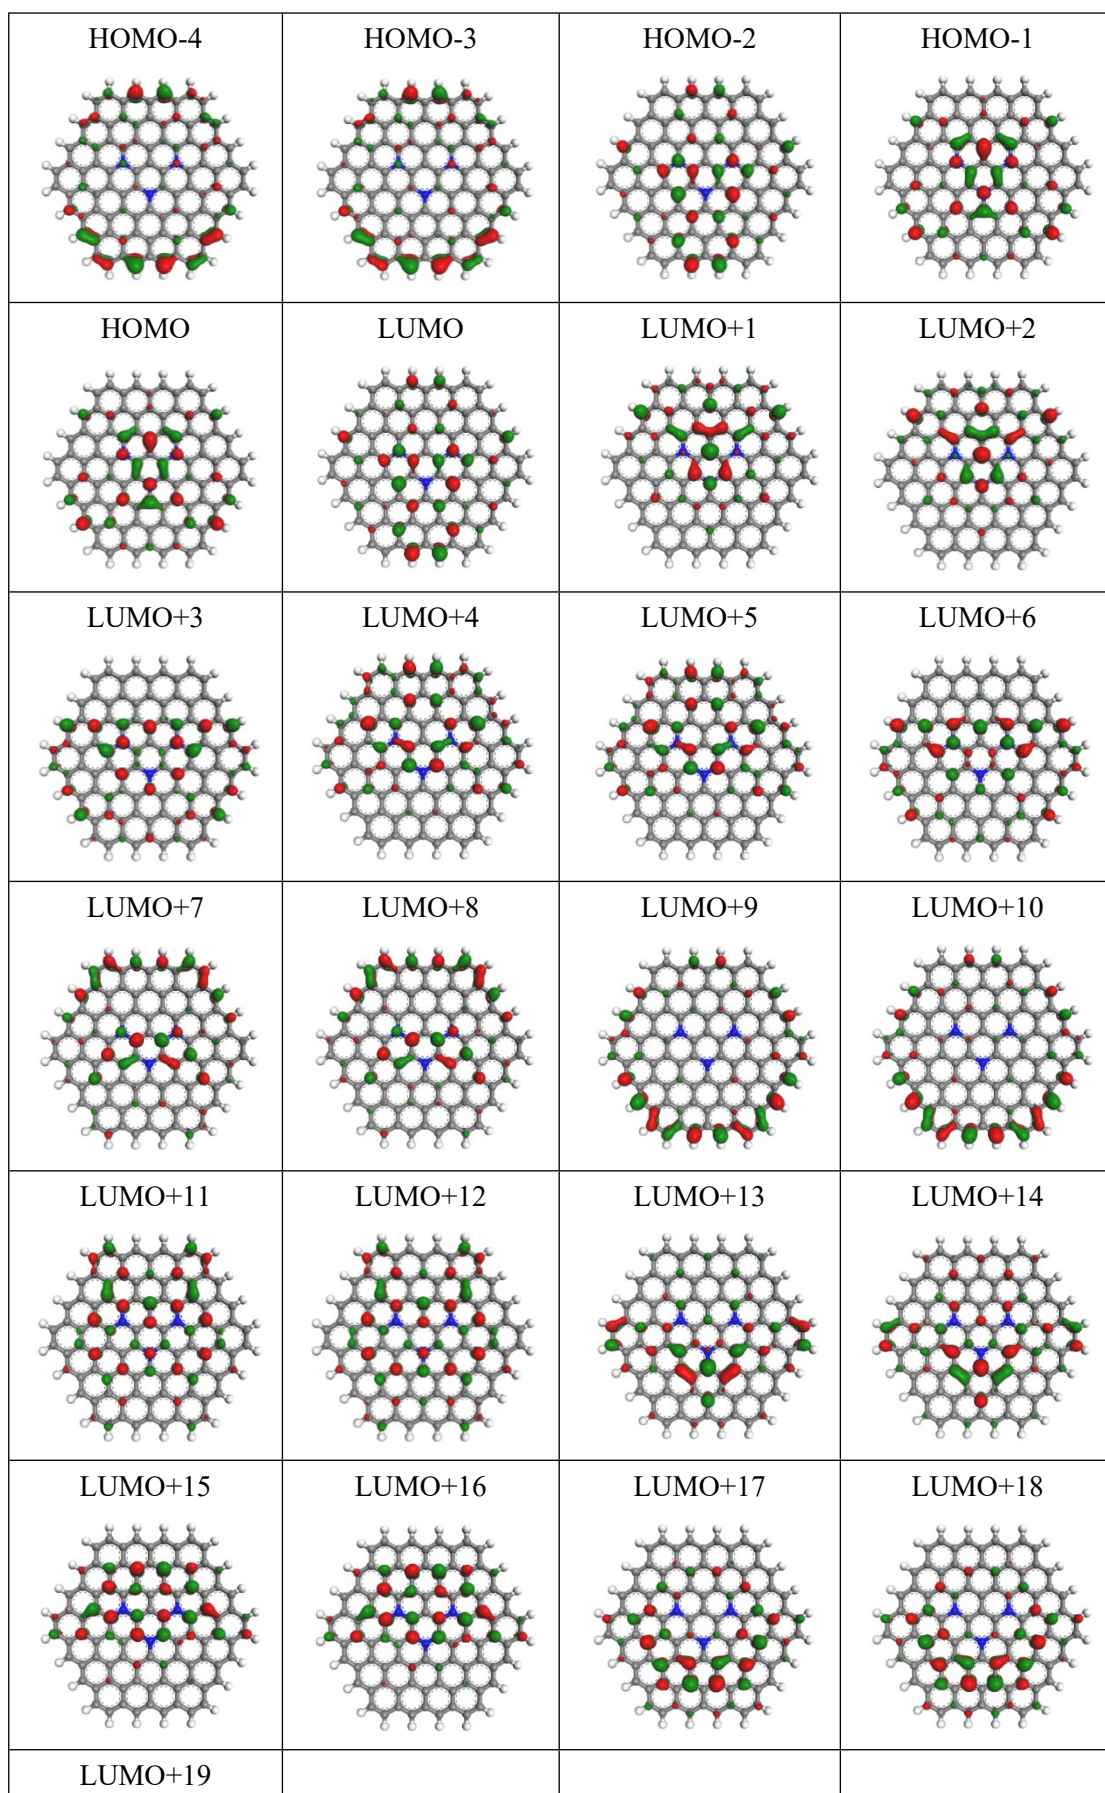 HOMO-4 HOMO-3 HOMO-2 HOMO-1
HOMO LUMO LUMO+1 LUMO+2
LUMO+3 LUMO+4 LUMO+5 LUMO+6
LUMO+7 LUMO+8 LUMO+9 LUMO+10
LUMO+11 LUMO+12 LUMO+13 LUMO+14
LUMO+15 LUMO+16 LUMO+17 LUMO+18
LUMO+19